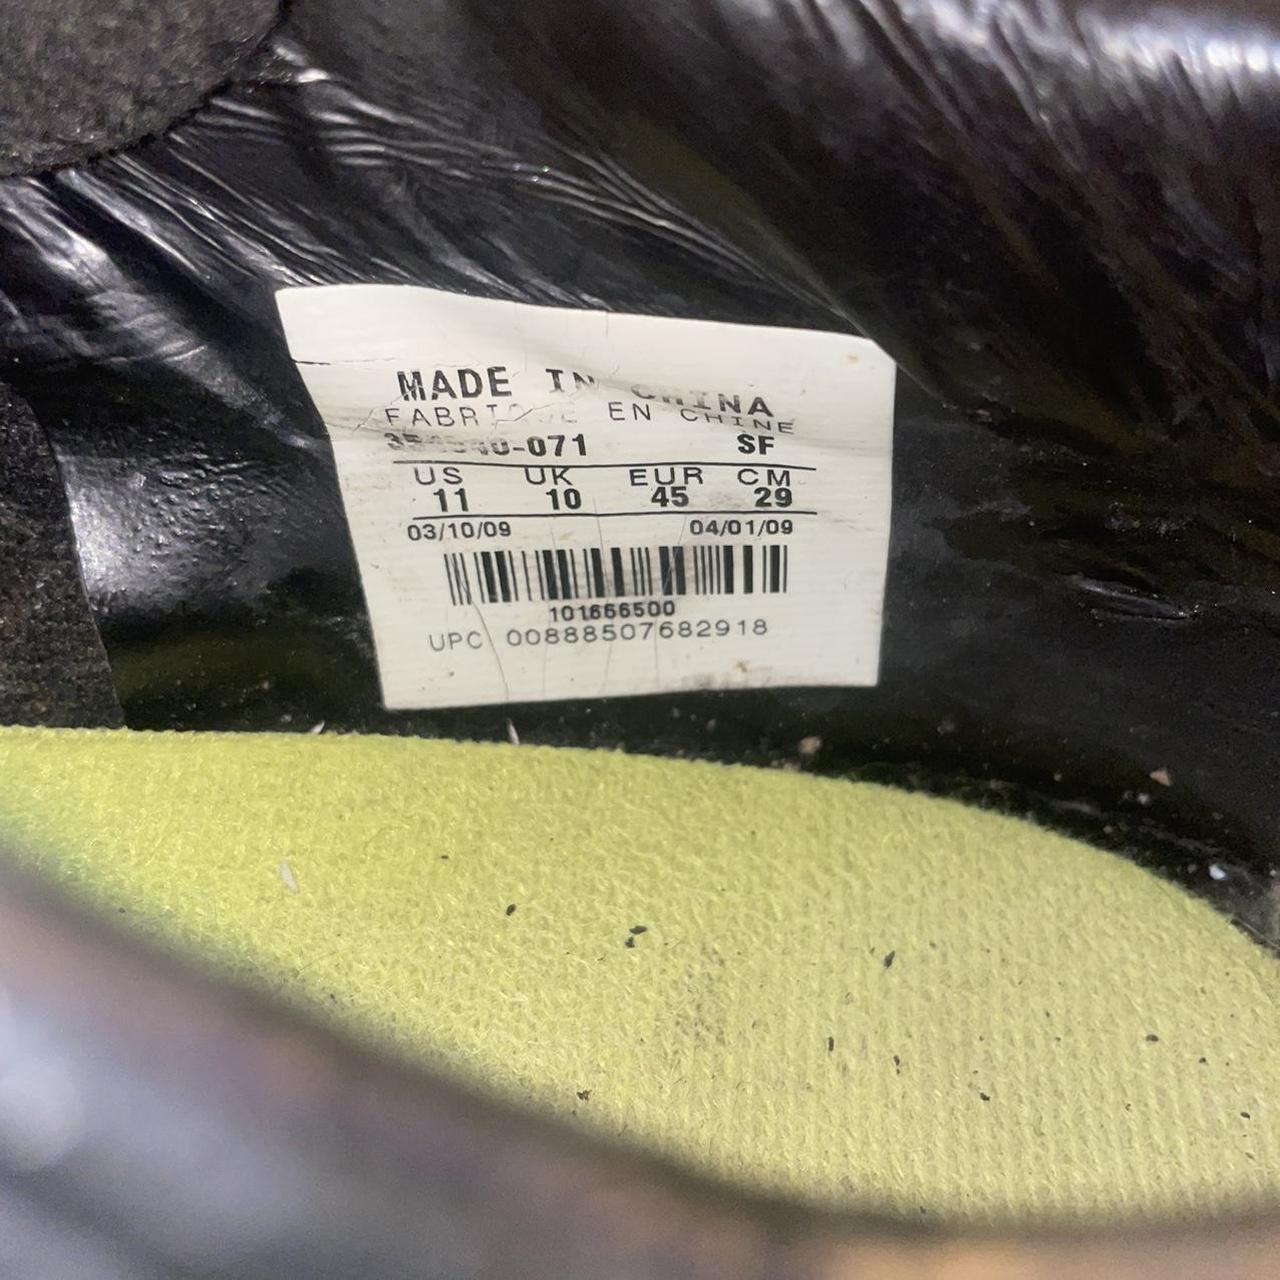 MADE IN CHINA
FABRIQUE EN CHINE
SF
US UK EUR CM
11 10 45 29
03/10/09 04/01/09
101666500
UPC 00888507682918